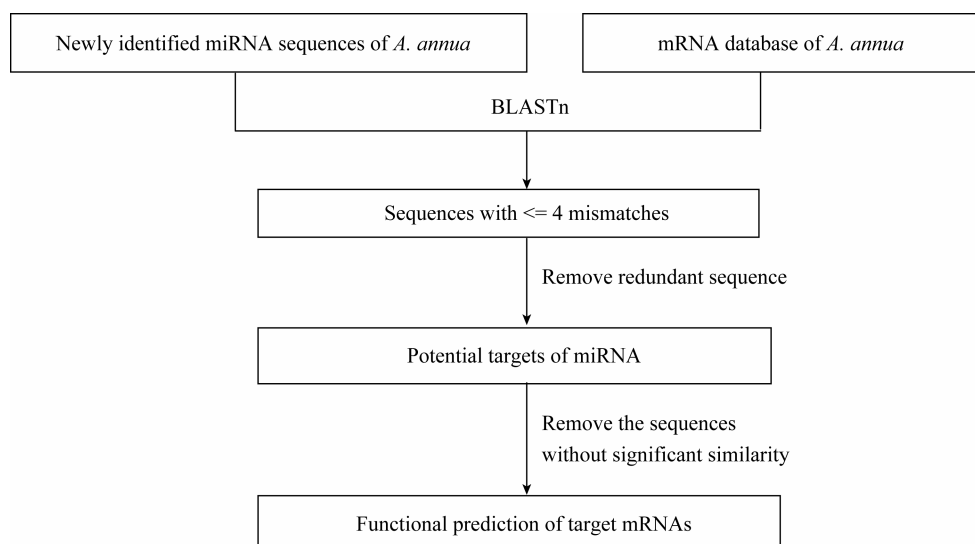 Newly identified miRNA sequences of A. annua
mRNA database of A. annua
BLASTn
Sequences with <= 4 mismatches
Remove redundant sequence
Potential targets of miRNA
Remove the sequences
without significant similarity
Functional prediction of target mRNAs